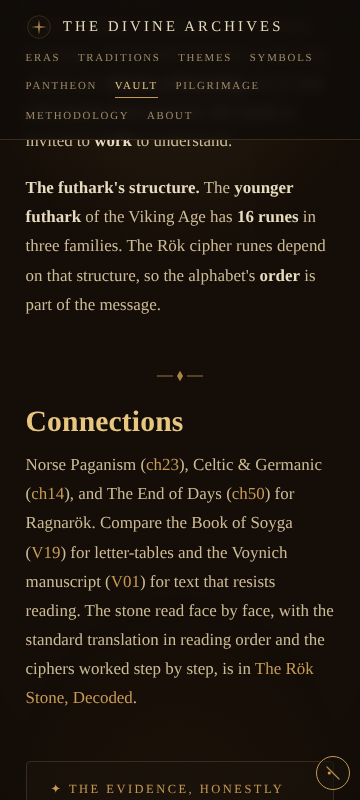 THE DIVINE ARCHIVES
ERAS TRADITIONS THEMES SYMBOLS
PANTHEON VAULT PILGRIMAGE
METHODOLOGY ABOUT
invited to work to understand.
The futhark's structure. The younger
futhark of the Viking Age has 16 runes in
three families. The Rök cipher runes depend
on that structure, so the alphabet's order is
part of the message.
Connections
Norse Paganism (ch23), Celtic & Germanic
(ch14), and The End of Days (ch50) for
Ragnarök. Compare the Book of Soyga
(V19) for letter-tables and the Voynich
manuscript (V01) for text that resists
reading. The stone read face by face, with the
standard translation in reading order and the
ciphers worked step by step, is in The Rök
Stone, Decoded.
✦ THE EVIDENCE, HONESTLY